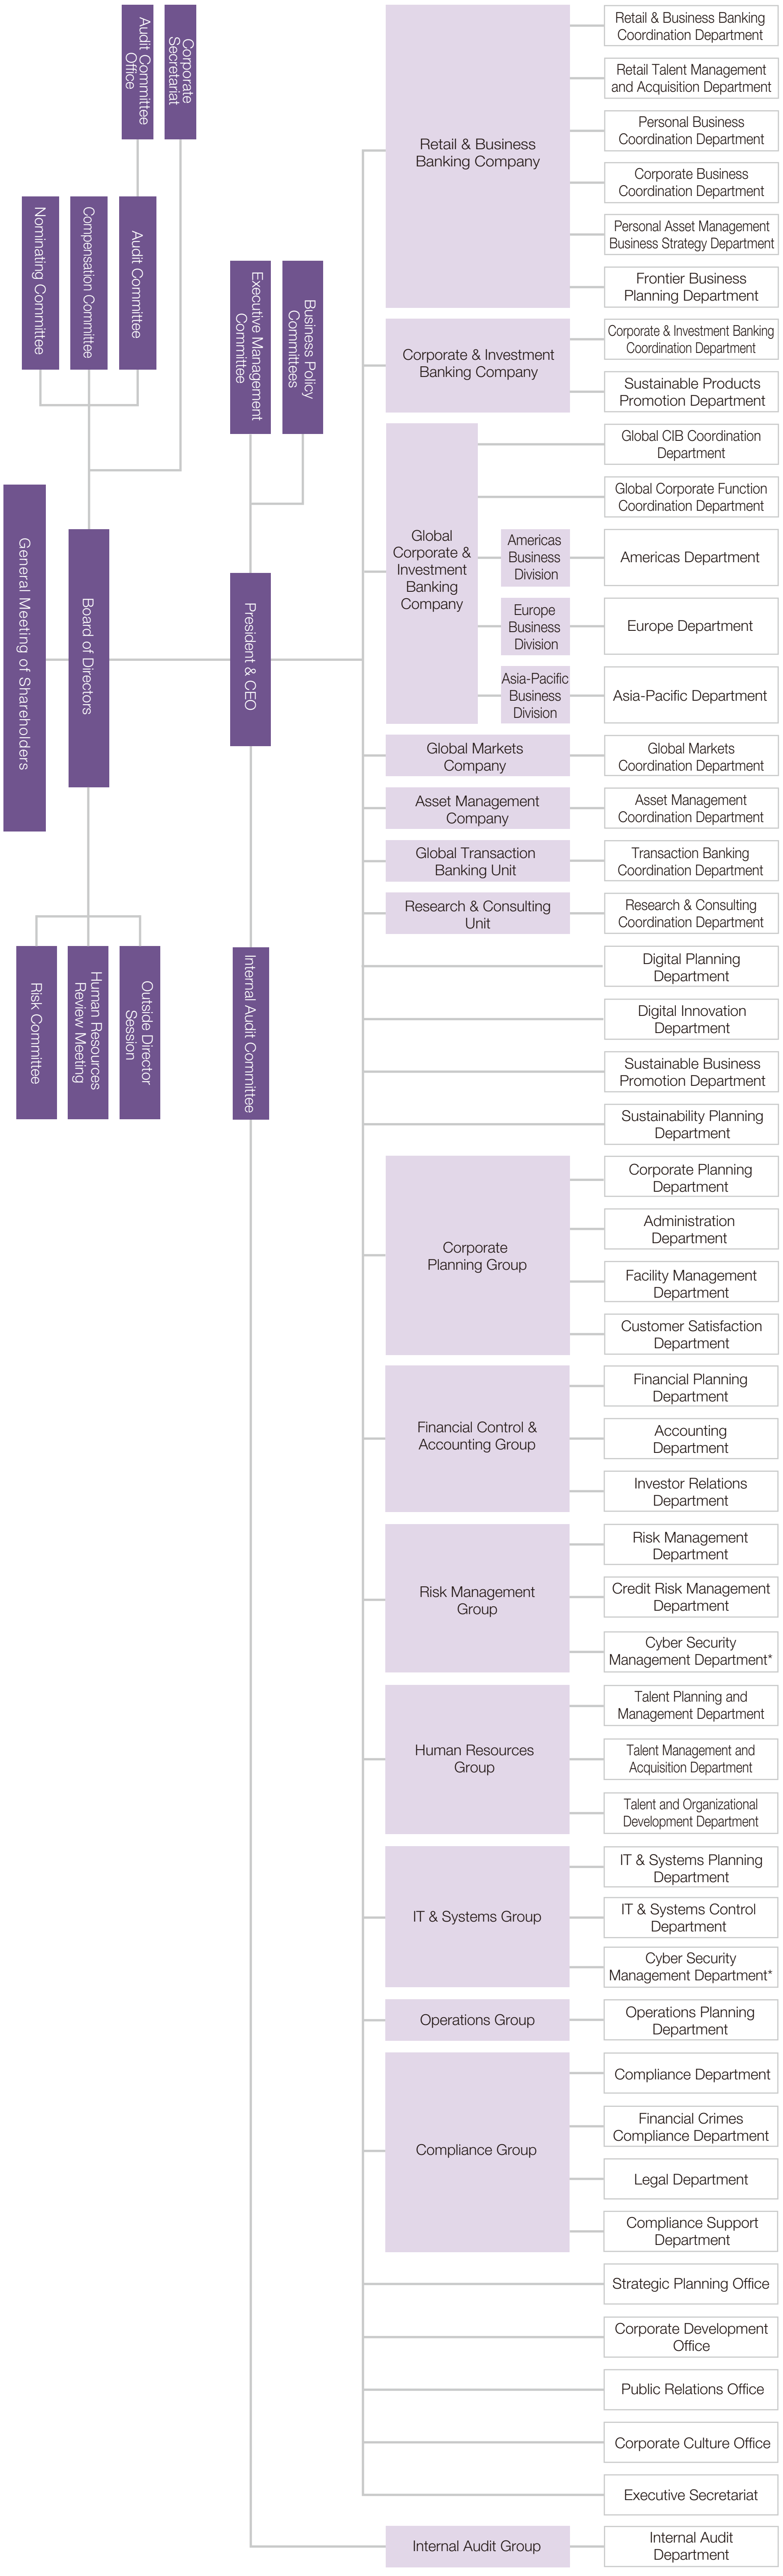 General Meeting of Shareholders
Board of Directors
Nominating Committee
Compensation Committee
Audit Committee
Audit Committee
Office
Corporate
Secretariat
Risk Committee
Human Resources
Review Meeting
Outside Director
Session
President & CEO
Executive Management
Committee
Business Policy
Committees
Internal Audit Committee
Retail & Business
Banking Company
Retail & Business Banking
Coordination Department
Retail Talent Management
and Acquisition Department
Personal Business
Coordination Department
Corporate Business
Coordination Department
Personal Asset Management
Business Strategy Department
Frontier Business
Planning Department
Corporate & Investment
Banking Company
Corporate & Investment Banking
Coordination Department
Sustainable Products
Promotion Department
Global
Corporate &
Investment
Banking
Company
Global CIB Coordination
Department
Global Corporate Function
Coordination Department
Americas
Business
Division
Americas Department
Europe
Business
Division
Europe Department
Asia-Pacific
Business
Division
Asia-Pacific Department
Global Markets
Company
Global Markets
Coordination Department
Asset Management
Company
Asset Management
Coordination Department
Global Transaction
Banking Unit
Transaction Banking
Coordination Department
Research & Consulting
Unit
Research & Consulting
Coordination Department
Digital Planning
Department
Digital Innovation
Department
Sustainable Business
Promotion Department
Sustainability Planning
Department
Corporate
Planning Group
Corporate Planning
Department
Administration
Department
Facility Management
Department
Customer Satisfaction
Department
Financial Control &
Accounting Group
Financial Planning
Department
Accounting
Department
Investor Relations
Department
Risk Management
Group
Risk Management
Department
Credit Risk Management
Department
Cyber Security
Management Department*
Human Resources
Group
Talent Planning and
Management Department
Talent Management and
Acquisition Department
Talent and Organizational
Development Department
IT & Systems Group
IT & Systems Planning
Department
IT & Systems Control
Department
Cyber Security
Management Department*
Operations Group
Operations Planning
Department
Compliance Group
Compliance Department
Financial Crimes
Compliance Department
Legal Department
Compliance Support
Department
Strategic Planning Office
Corporate Development
Office
Public Relations Office
Corporate Culture Office
Executive Secretariat
Internal Audit Group
Internal Audit
Department